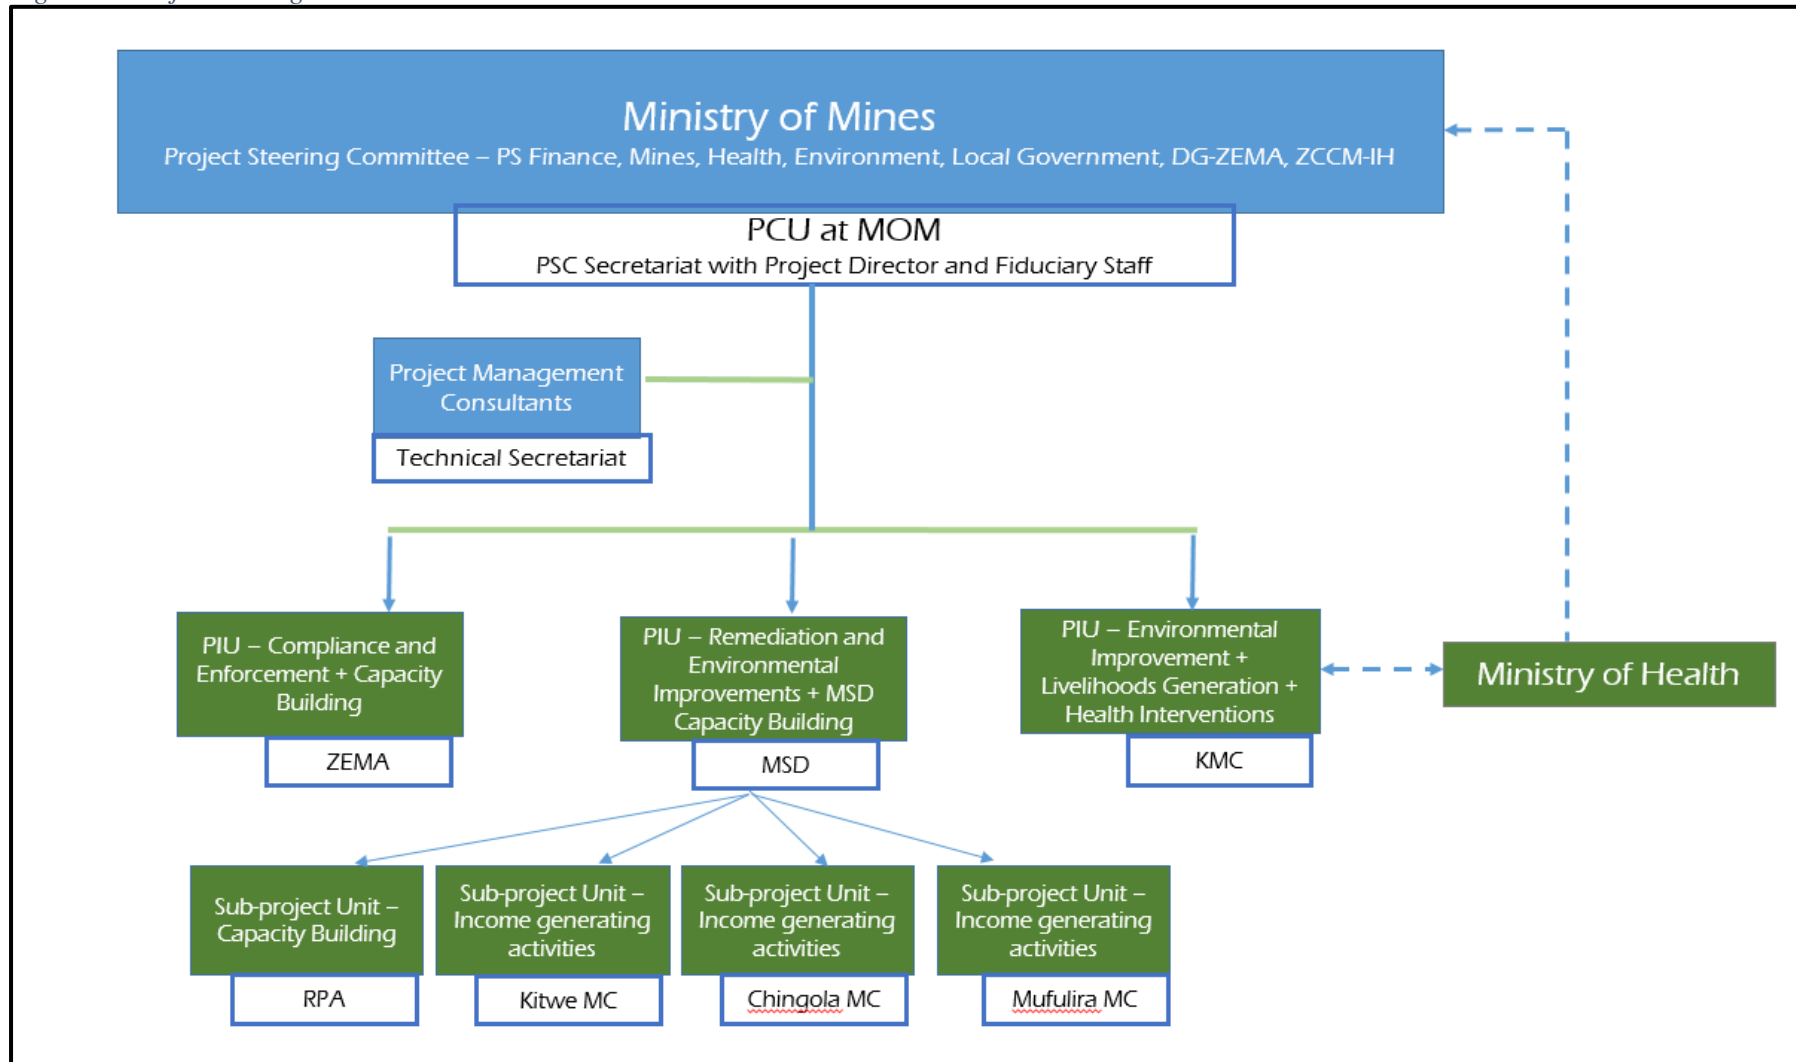 Ministry of Mines
Project Steering Committee – PS Finance, Mines, Health, Environment, Local Government, DG-ZEMA, ZCCM-IH
PCU at MOM
PSC Secretariat with Project Director and Fiduciary Staff
Project Management
Consultants
Technical Secretariat
PIU – Compliance and
Enforcement + Capacity
Building
ZEMA
PIU – Remediation and
Environmental
Improvements + MSD
Capacity Building
MSD
PIU – Environmental
Improvement +
Livelihoods Generation +
Health Interventions
KMC
Ministry of Health
Sub-project Unit –
Capacity Building
RPA
Sub-project Unit –
Income generating
activities
Kitwe MC
Sub-project Unit –
Income generating
activities
Chingola MC
Sub-project Unit –
Income generating
activities
Mufulira MC